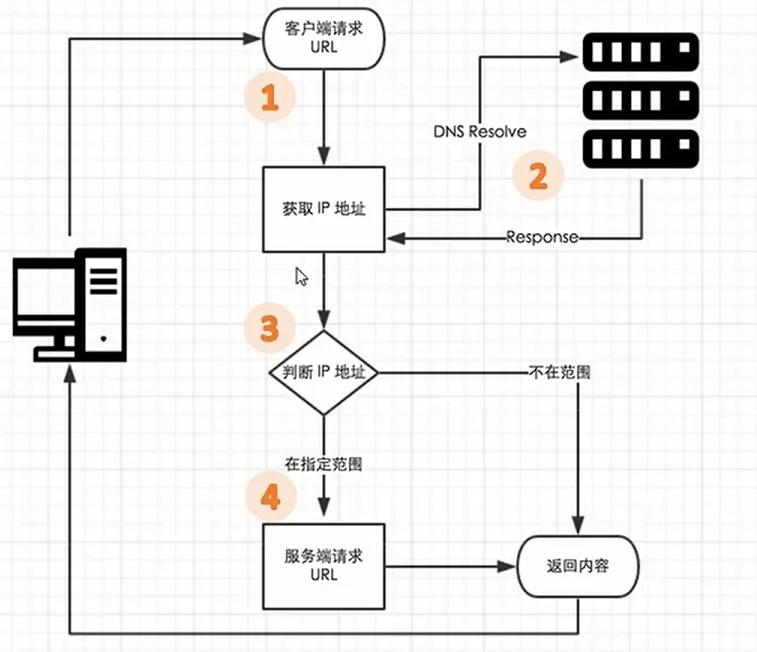 客户端请求
URL
1
DNS Resolve
2
获取 IP 地址
Response
3
判断 IP 地址
不在范围
在指定范围
4
服务端请求
URL
返回内容